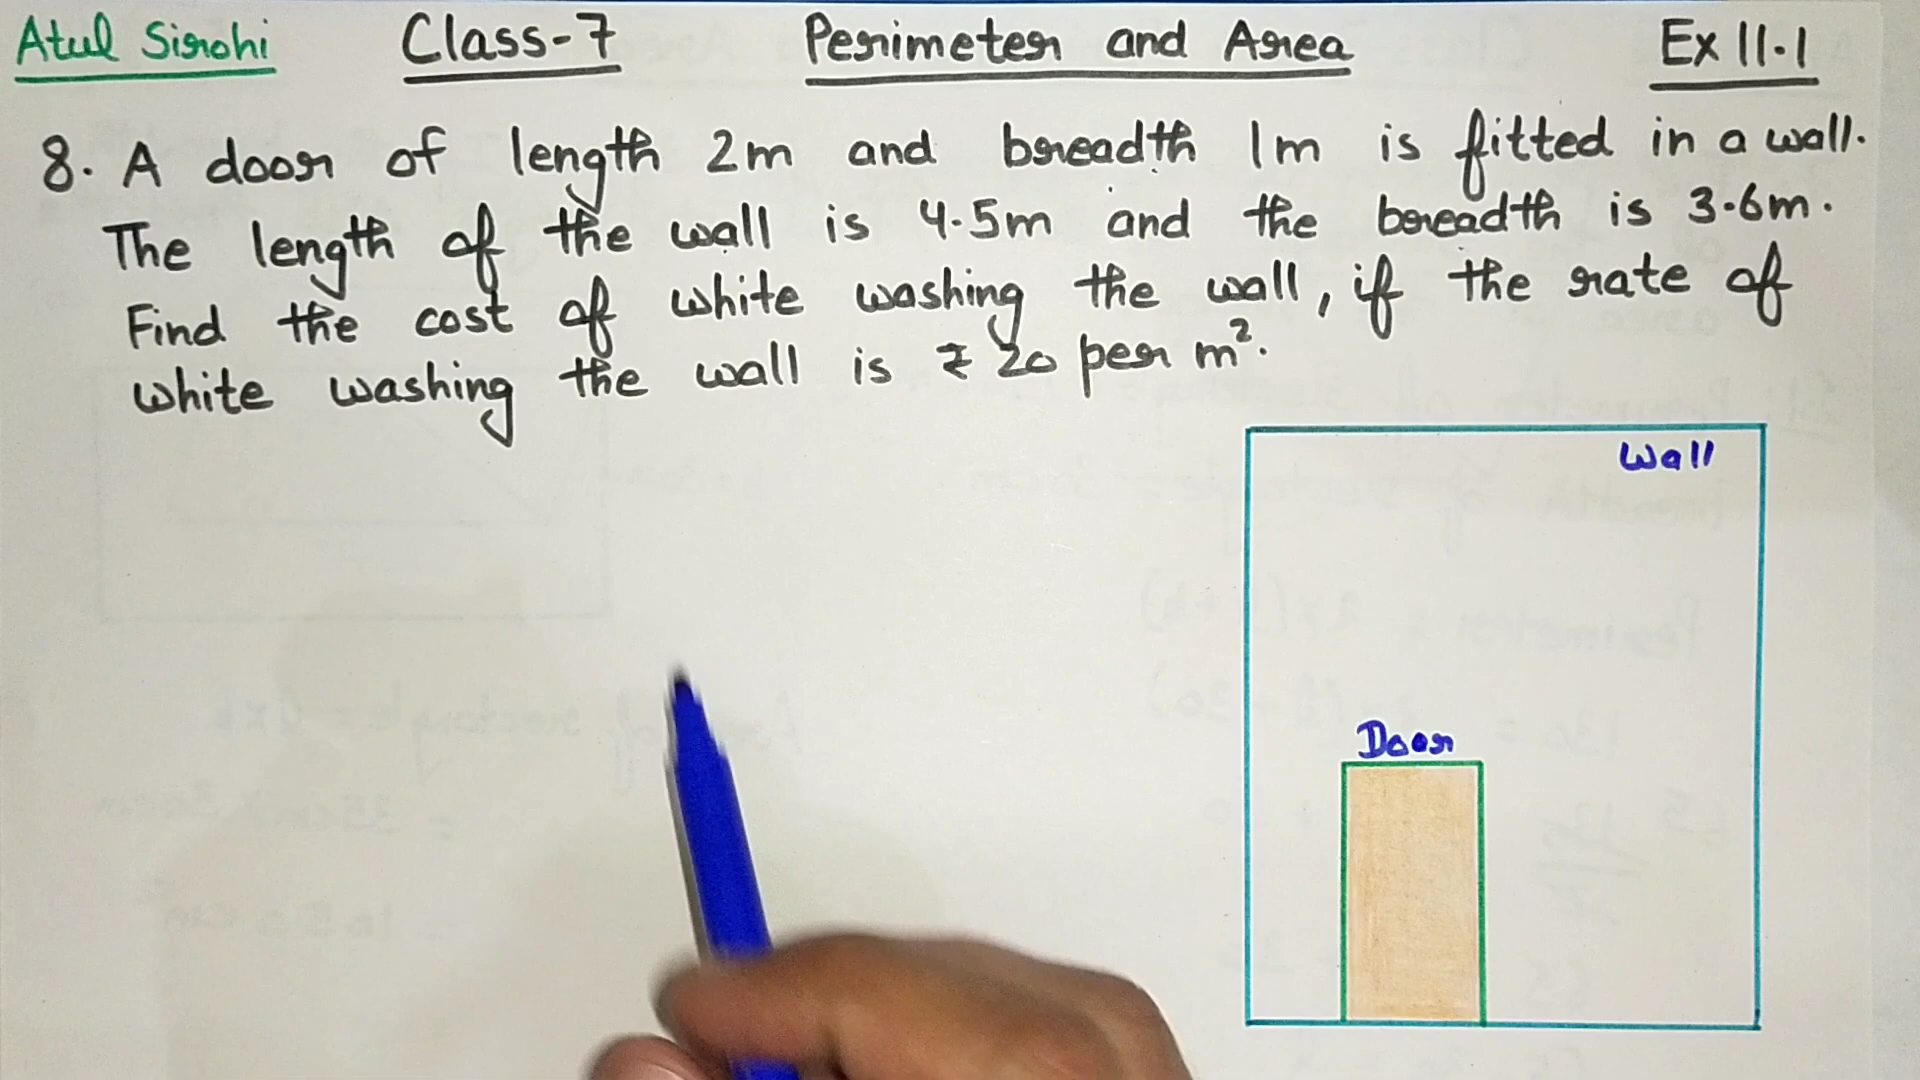 Atul Sirohi Class-7 Perimeter and Area Ex 11.1
8. A door of length 2m and breadth 1m is fitted in a wall.
The length of the wall is 4.5m and the breadth is 3.6m.
Find the cost of white washing the wall, if the rate of
white washing the wall is ₹ 20 per m².
Wall
Door